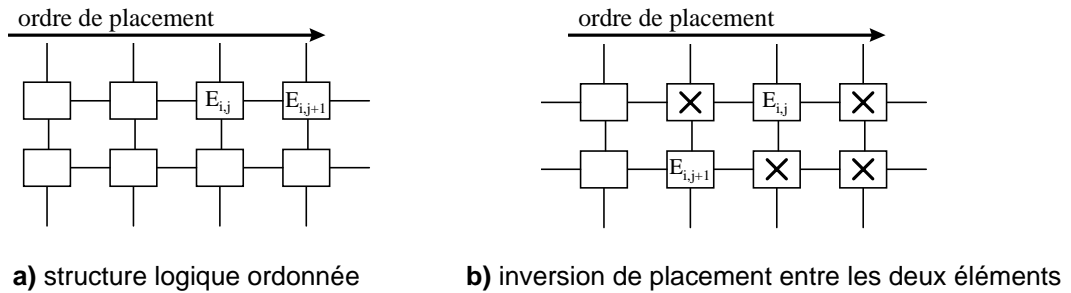 ordre de placement
ordre de placement
E_{i,j} E_{i,j+1} E_{i,j}
E_{i,j+1}
a) structure logique ordonnée
b) inversion de placement entre les deux éléments